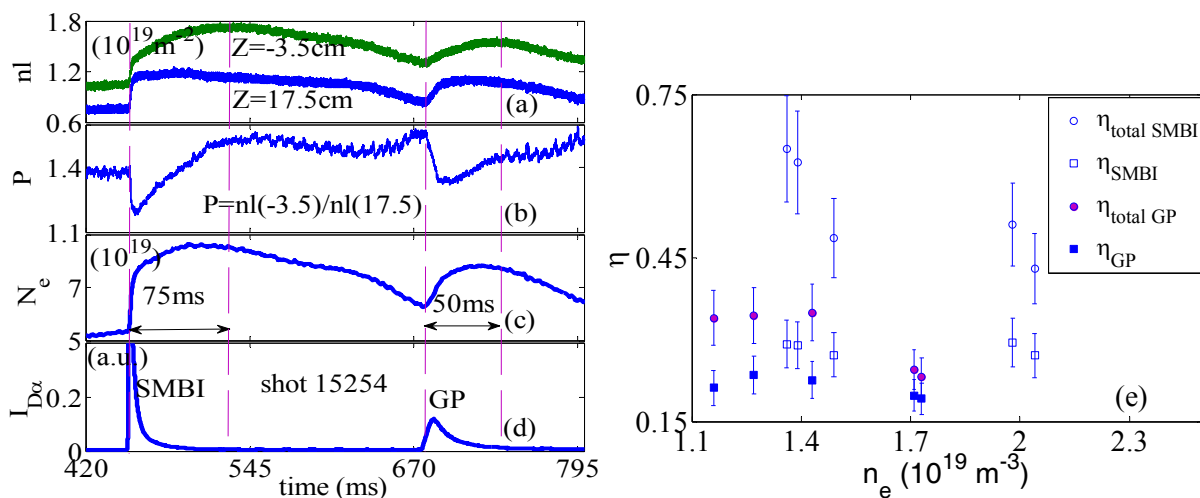 1.8
(10^19 m^-2)
Z=-3.5cm
nl
1.2
Z=17.5cm
(a)
0.6
0.6
P
1.4
P=nl(-3.5)/nl(17.5)
(b)
1.1
(10^19)
N_e
7
75ms
50ms
(c)
5
(a.u.)
I_Dα
SMBI
shot 15254
GP
0.2
(d)
0
420 545 670 795
time (ms)
0.75
η_total SMBI
η_SMBI
η_total GP
η_GP
η
0.45
(e)
0.15
1.1 1.4 1.7 2 2.3
n_e (10^19 m^-3)